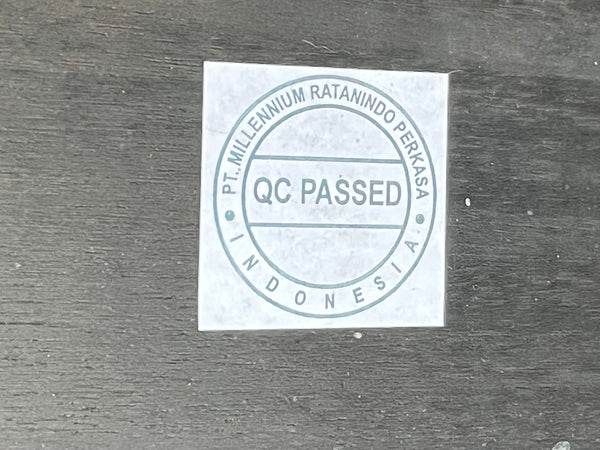 PT..MILLENNIUM RATANINDO PERKASA
QC PASSED
INDONESIA